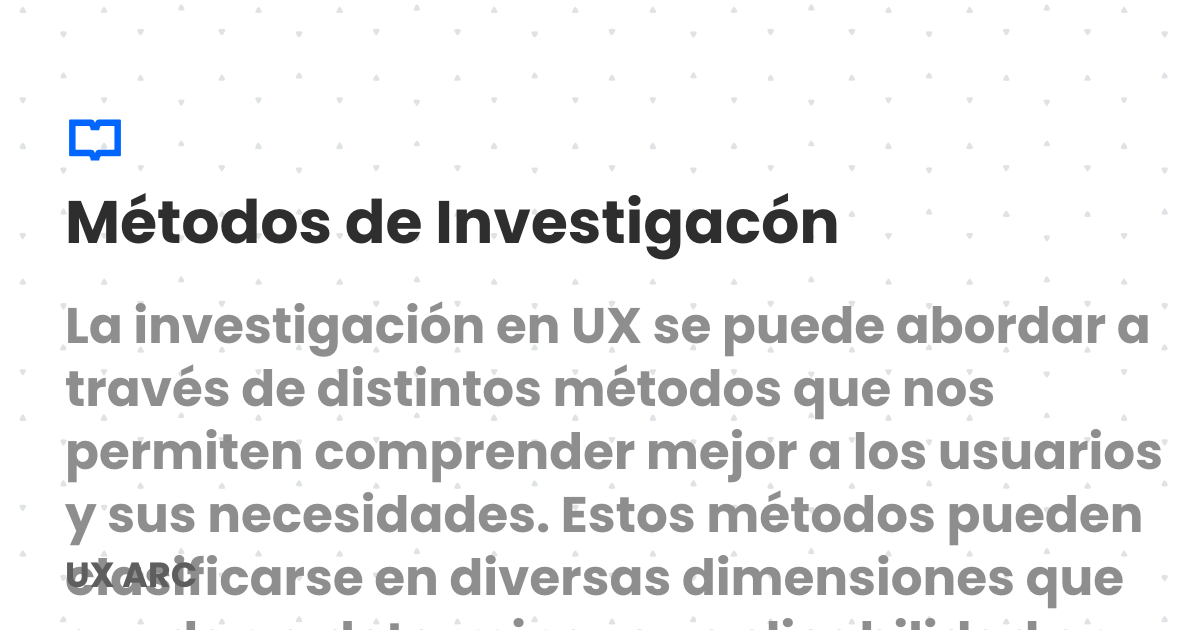 Métodos de Investigacón
La investigación en UX se puede abordar a
través de distintos métodos que nos
permiten comprender mejor a los usuarios
y sus necesidades. Estos métodos pueden
clasificarse en diversas dimensiones que
UX ARC